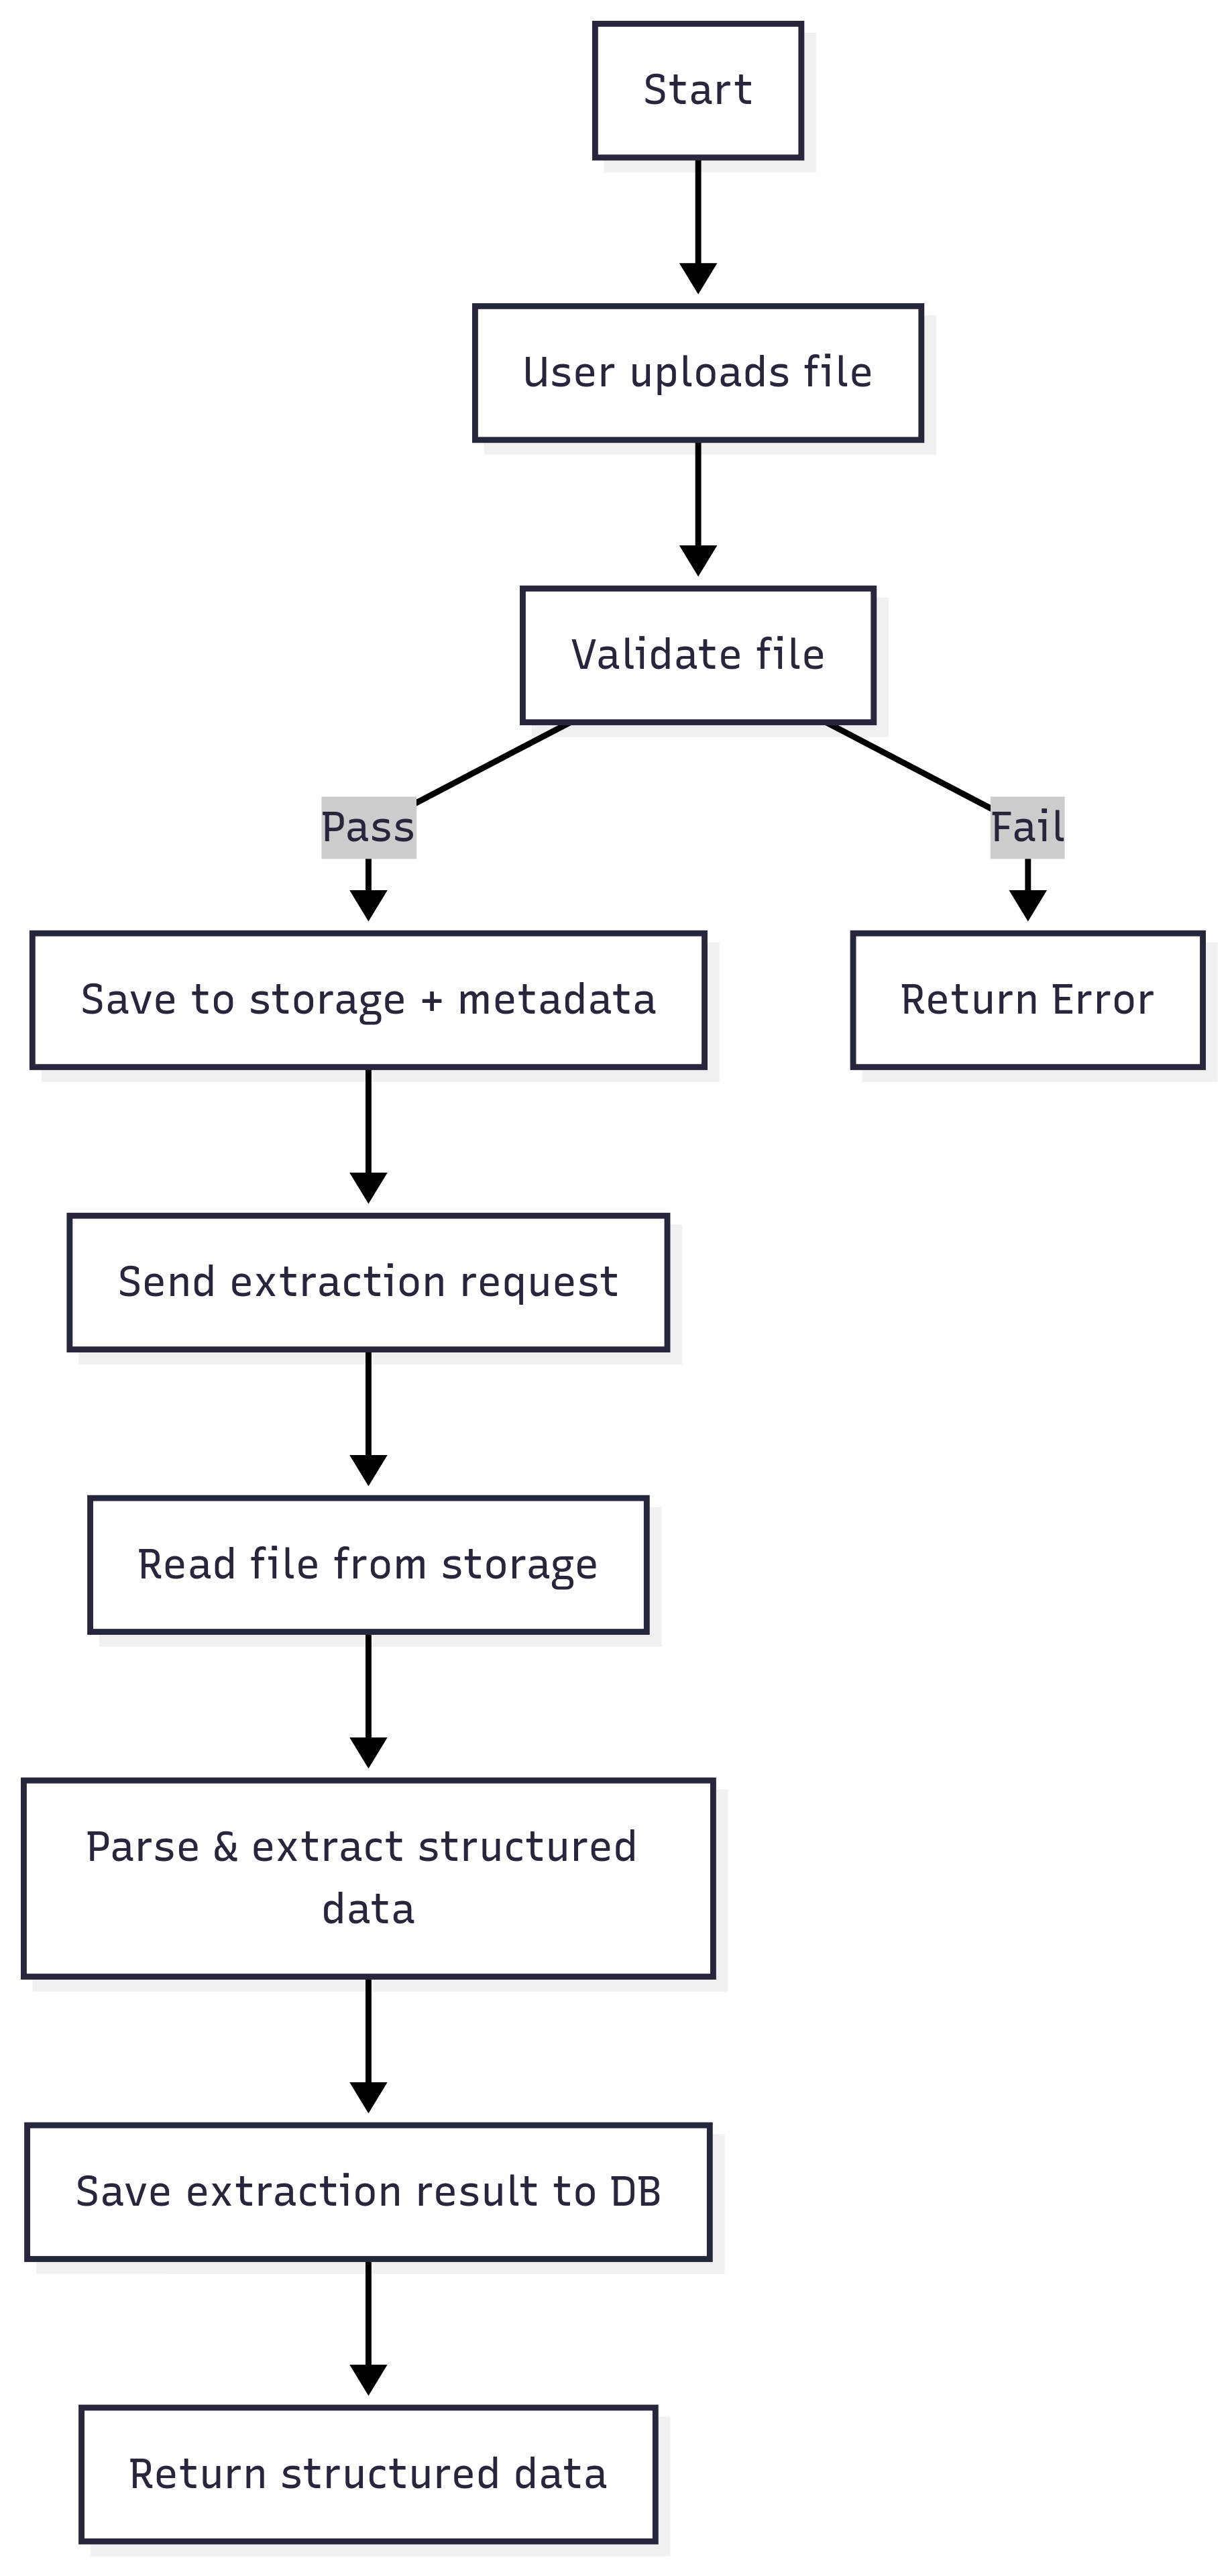 Start
User uploads file
Validate file
Pass
Fail
Save to storage + metadata
Return Error
Send extraction request
Read file from storage
Parse & extract structured
data
Save extraction result to DB
Return structured data